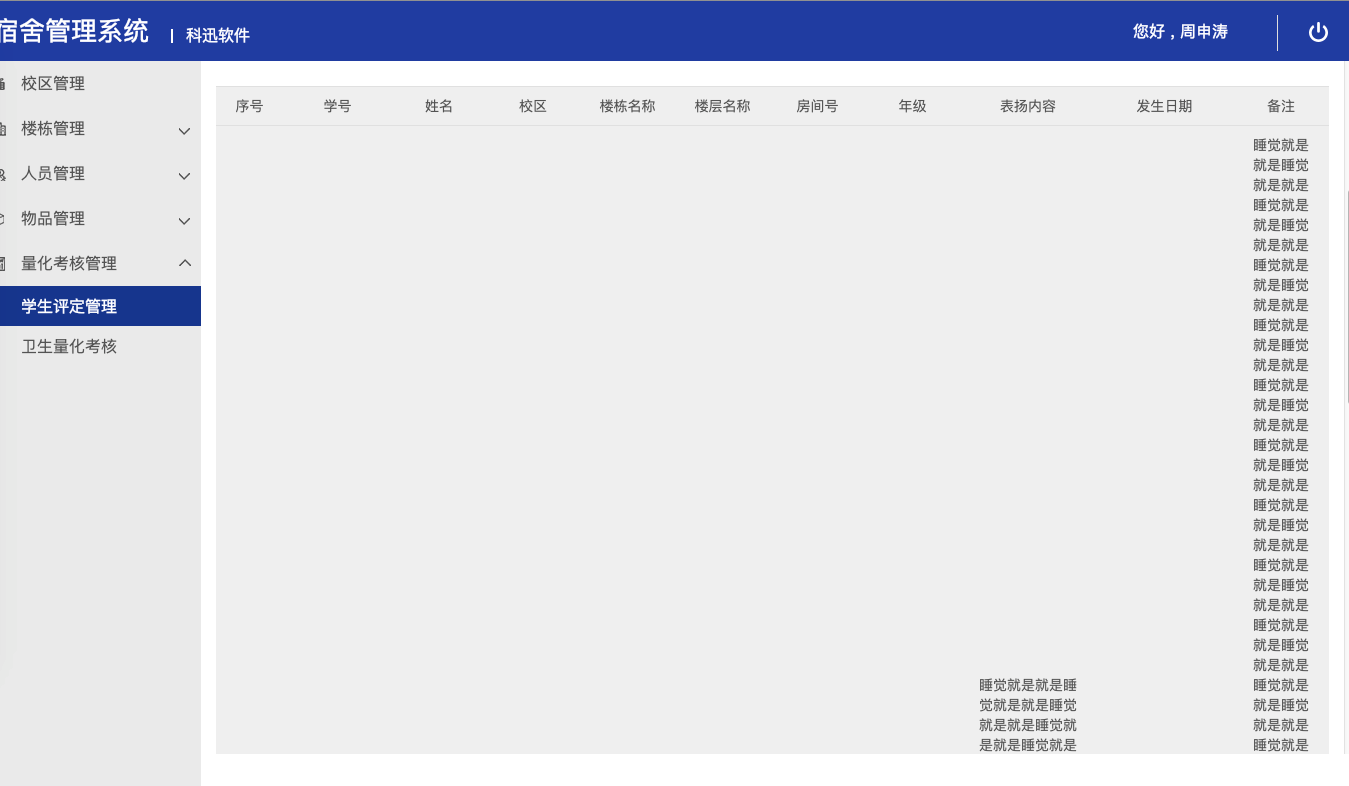 宿舍管理系统 | 科迅软件 您好，周申涛
校区管理
楼栋管理
人员管理
物品管理
量化考核管理
学生评定管理
卫生量化考核
序号 学号 姓名 校区 楼栋名称 楼层名称 房间号 年级 表扬内容 发生日期 备注
睡觉就是
就是睡觉
就是就是
睡觉就是
就是睡觉
就是就是
睡觉就是
就是睡觉
就是就是
睡觉就是
就是睡觉
就是就是
睡觉就是
就是睡觉
就是就是
睡觉就是
就是睡觉
就是就是
睡觉就是
就是睡觉
就是就是
睡觉就是
就是睡觉
就是就是
睡觉就是
就是睡觉
就是就是
睡觉就是就是睡 睡觉就是
觉就是就是睡觉 就是睡觉
就是就是睡觉就 就是就是
是就是睡觉就是 睡觉就是